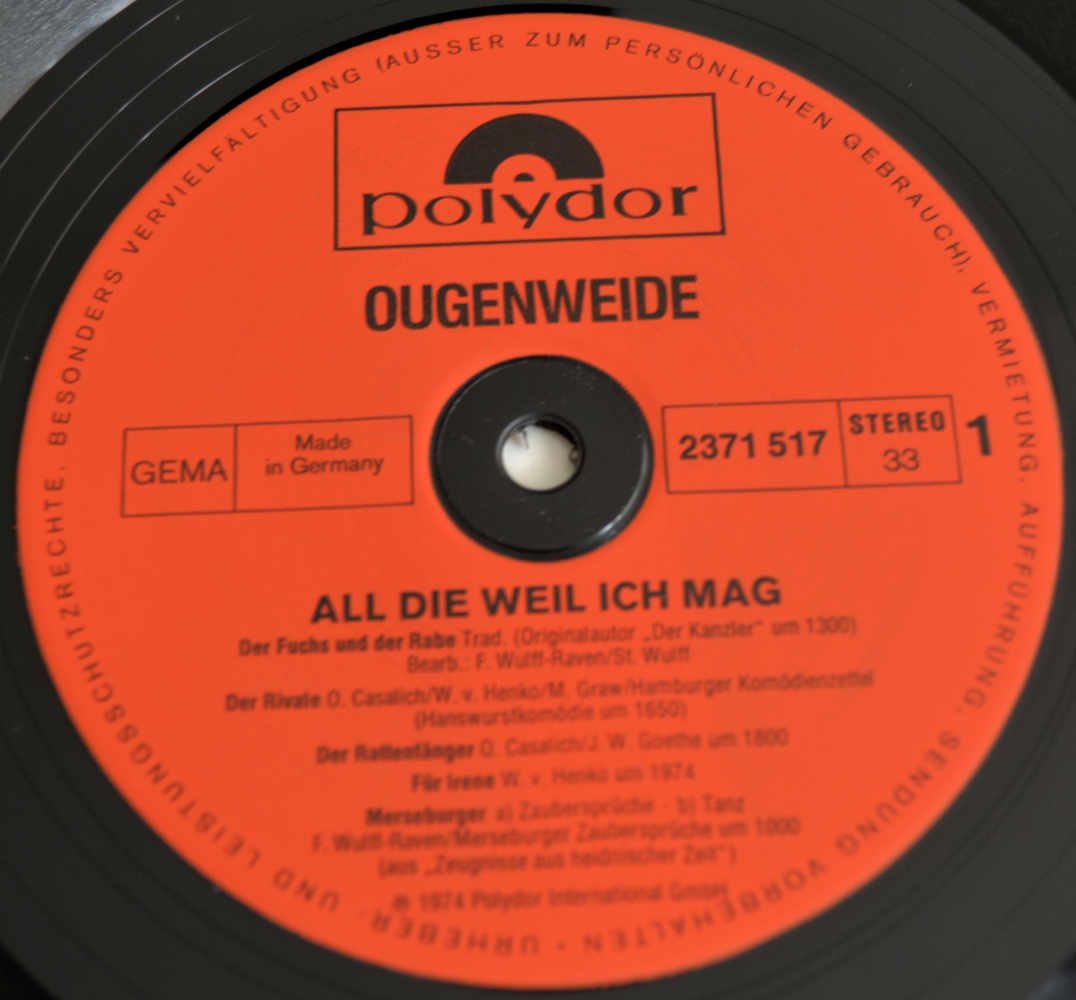 polydor
OUGENWEIDE
GEMA
Made
in Germany
2371 517
STEREO
33
1
ALL DIE WEIL ICH MAG
Der Fuchs und der Rabe Trad. (Originalautor „Der Kanzler" um 1300)
Bearb.: F. Wulff-Raven/St. Wulff
Der Rivale O. Casalich/W. v. Henko/M. Graw/Hamburger Komödienzettel
(Hanswurstkomödie um 1650)
Der Rattenfänger O. Casalich/J. W. Goethe um 1800
Für Irene W. v. Henko um 1974
Merseburger a) Zaubersprüche - b) Tanz
F. Wulff-Raven/Merseburger Zaubersprüche um 1000
(aus „Zeugnisse aus heidnischer Zeit")
℗ 1974 Polydor International GmbH
URHEBER- UND LEISTUNGSSCHUTZRECHTE, BESONDERS VERVIELFÄLTIGUNG (AUSSER ZUM PERSÖNLICHEN GEBRAUCH), VERMIETUNG, AUFFÜHRUNG, SENDUNG VORBEHALTEN ·